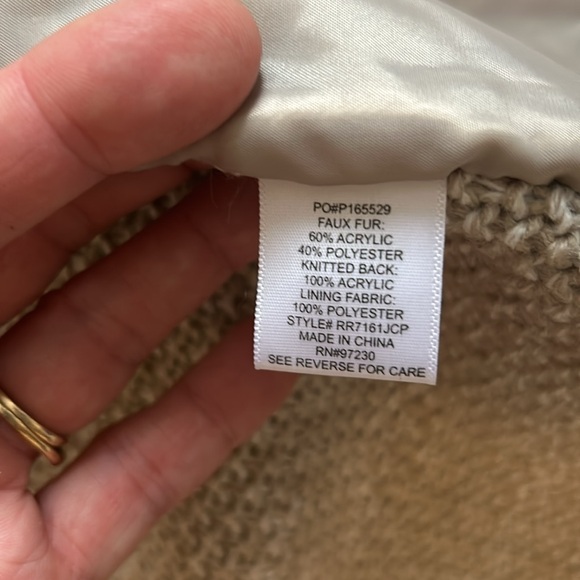 PO#P165529
FAUX FUR:
60% ACRYLIC
40% POLYESTER
KNITTED BACK:
100% ACRYLIC
LINING FABRIC:
100% POLYESTER
STYLE# RR7161JCP
MADE IN CHINA
RN#97230
SEE REVERSE FOR CARE